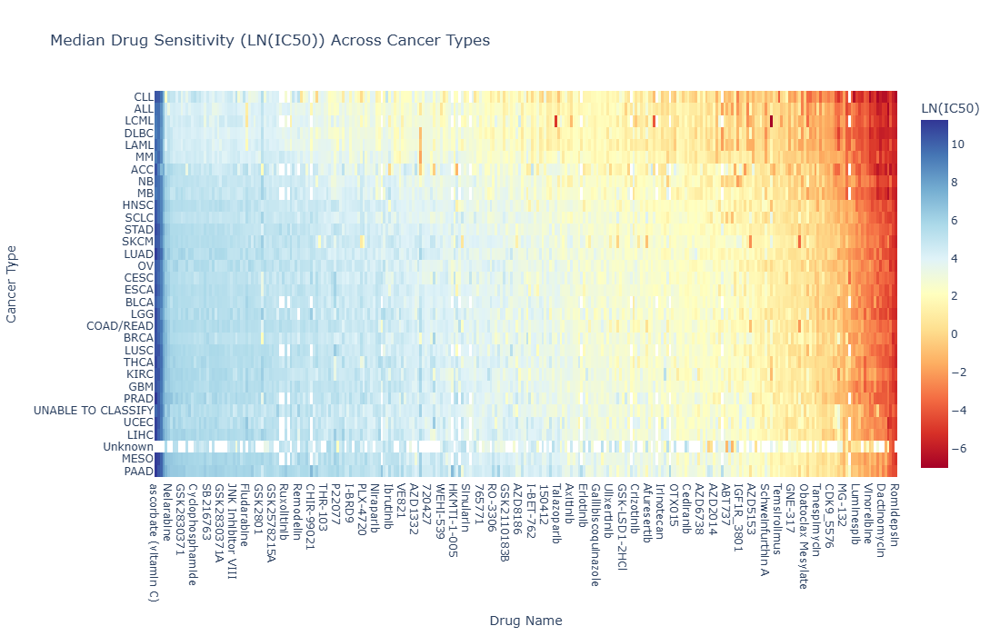 Median Drug Sensitivity (LN(IC50)) Across Cancer Types
LN(IC50)
10
8
6
4
2
0
−2
−4
−6
Cancer Type
CLL
ALL
LCML
DLBC
LAML
MM
ACC
NB
MB
HNSC
SCLC
STAD
SKCM
LUAD
OV
CESC
ESCA
BLCA
LGG
COAD/READ
BRCA
LUSC
THCA
KIRC
GBM
PRAD
UNABLE TO CLASSIFY
UCEC
LIHC
Unknown
MESO
PAAD
ascorbate (vitamin C)
Nelarabine
GSK2830371
Cyclophosphamide
SB216763
GSK2830371A
JNK Inhibitor VIII
Fludarabine
GSK2801
GSK2578215A
Ruxolitinib
Remodelin
CHIR-99021
THR-103
P22077
I-BRD9
PLX-4720
Niraparib
Ibrutinib
VE821
AZD1332
720427
WEHI-539
HKMTI-1-005
Sinularin
765771
RO-3306
GSK2110183B
AZD8186
I-BET-762
150412
Talazoparib
Axitinib
Erlotinib
Gallibiscoquinazole
Ulixertinib
GSK-LSD1-2HCl
Crizotinib
Afuresertib
Irinotecan
OTX015
Cediranib
AZD6738
AZD2014
ABT737
IGF1R_3801
AZD5153
Schweinfurthin A
Temsirolimus
GNE-317
Obatoclax Mesylate
Tanespimycin
CDK9_5576
MG-132
Luminespib
Vinorelbine
Dactinomycin
Romidepsin
Drug Name